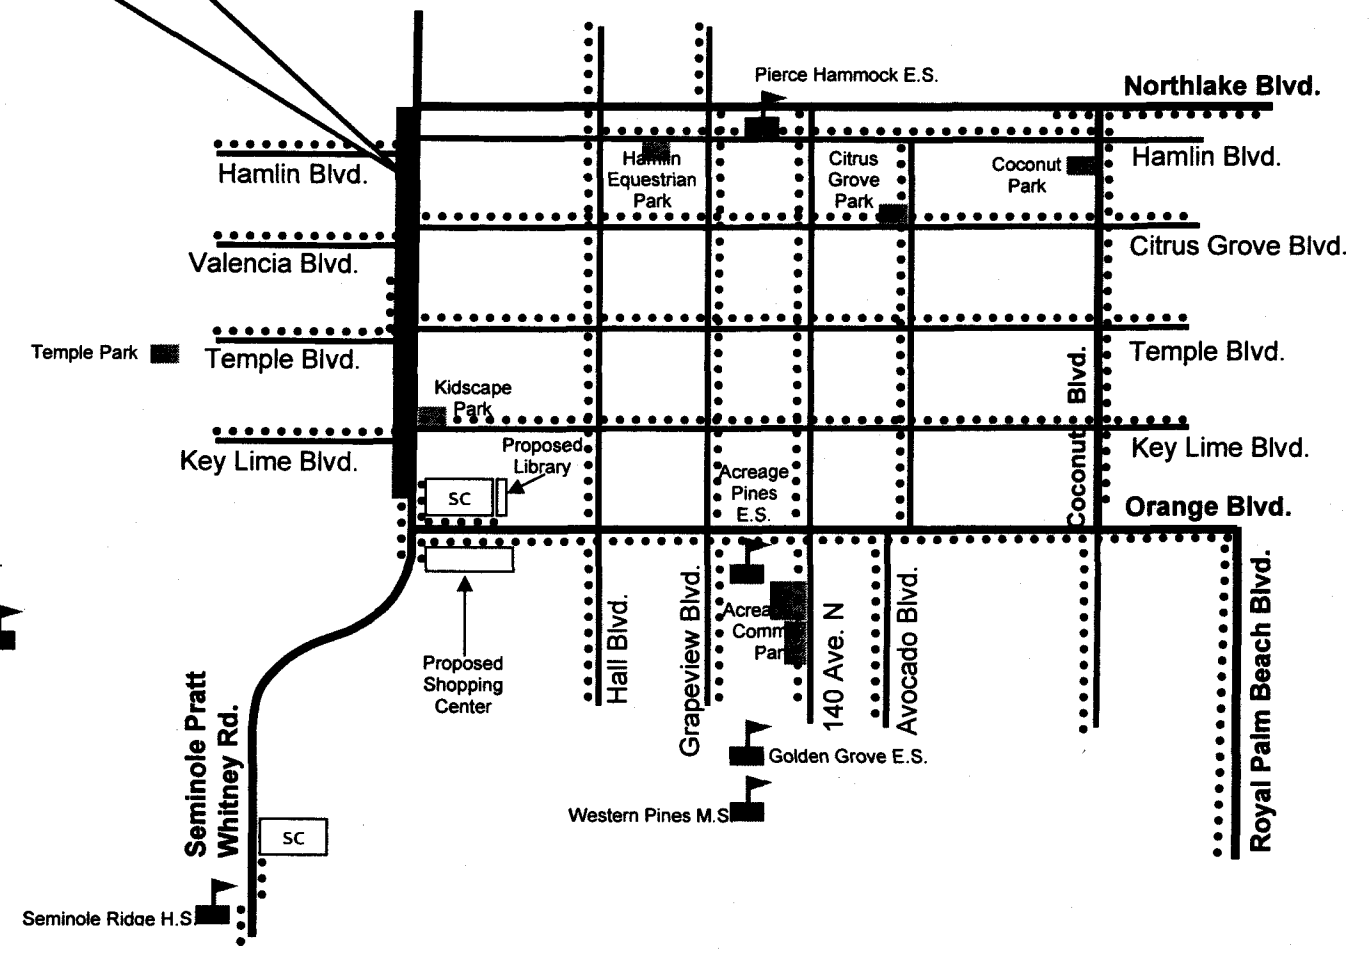 Pierce Hammock E.S.
Northlake Blvd.
Hamlin Blvd.
Hamlin
Equestrian
Park
Citrus
Grove
Park
Coconut
Park
Hamlin Blvd.
Valencia Blvd.
Citrus Grove Blvd.
Temple Park
Temple Blvd.
Temple Blvd.
Kidscape
Park
Coconut Blvd.
Key Lime Blvd.
Key Lime Blvd.
Proposed
Library
SC
Acreage
Pines
E.S.
Orange Blvd.
Proposed
Shopping
Center
Hall Blvd.
Grapeview Blvd.
Acrea
Comm
Par
140 Ave. N
Avocado Blvd.
Royal Palm Beach Blvd.
Seminole Pratt
Whitney Rd.
Golden Grove E.S.
Western Pines M.S.
SC
Seminole Ridge H.S.